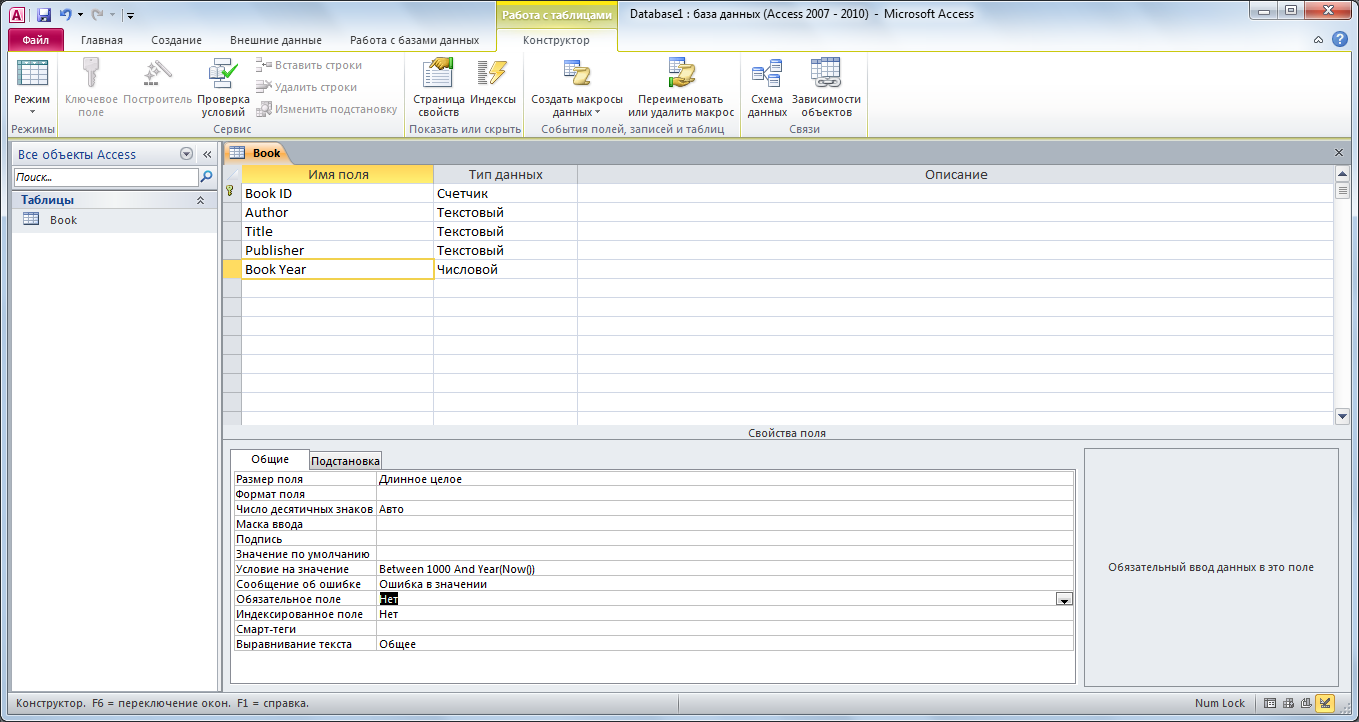 Работа с таблицами
Database1 : база данных (Access 2007 - 2010) - Microsoft Access
Файл
Главная
Создание
Внешние данные
Работа с базами данных
Конструктор
Режим
Ключевое поле
Построитель
Проверка условий
Вставить строки
Удалить строки
Изменить подстановку
Страница свойств
Индексы
Создать макросы данных
Переименовать или удалить макрос
Схема данных
Зависимости объектов
Режимы
Сервис
Показать или скрыть
События полей, записей и таблиц
Связи
Все объекты Access
Поиск...
Таблицы
Book
Book
Имя поля Тип данных Описание
Book ID Счетчик
Author Текстовый
Title Текстовый
Publisher Текстовый
Book Year Числовой
Свойства поля
Общие Подстановка
Размер поля Длинное целое
Формат поля
Число десятичных знаков Авто
Маска ввода
Подпись
Значение по умолчанию
Условие на значение Between 1000 And Year(Now())
Сообщение об ошибке Ошибка в значении
Обязательное поле Нет
Индексированное поле Нет
Смарт-теги
Выравнивание текста Общее
Обязательный ввод данных в это поле
Конструктор. F6 = переключение окон. F1 = справка.
Num Lock